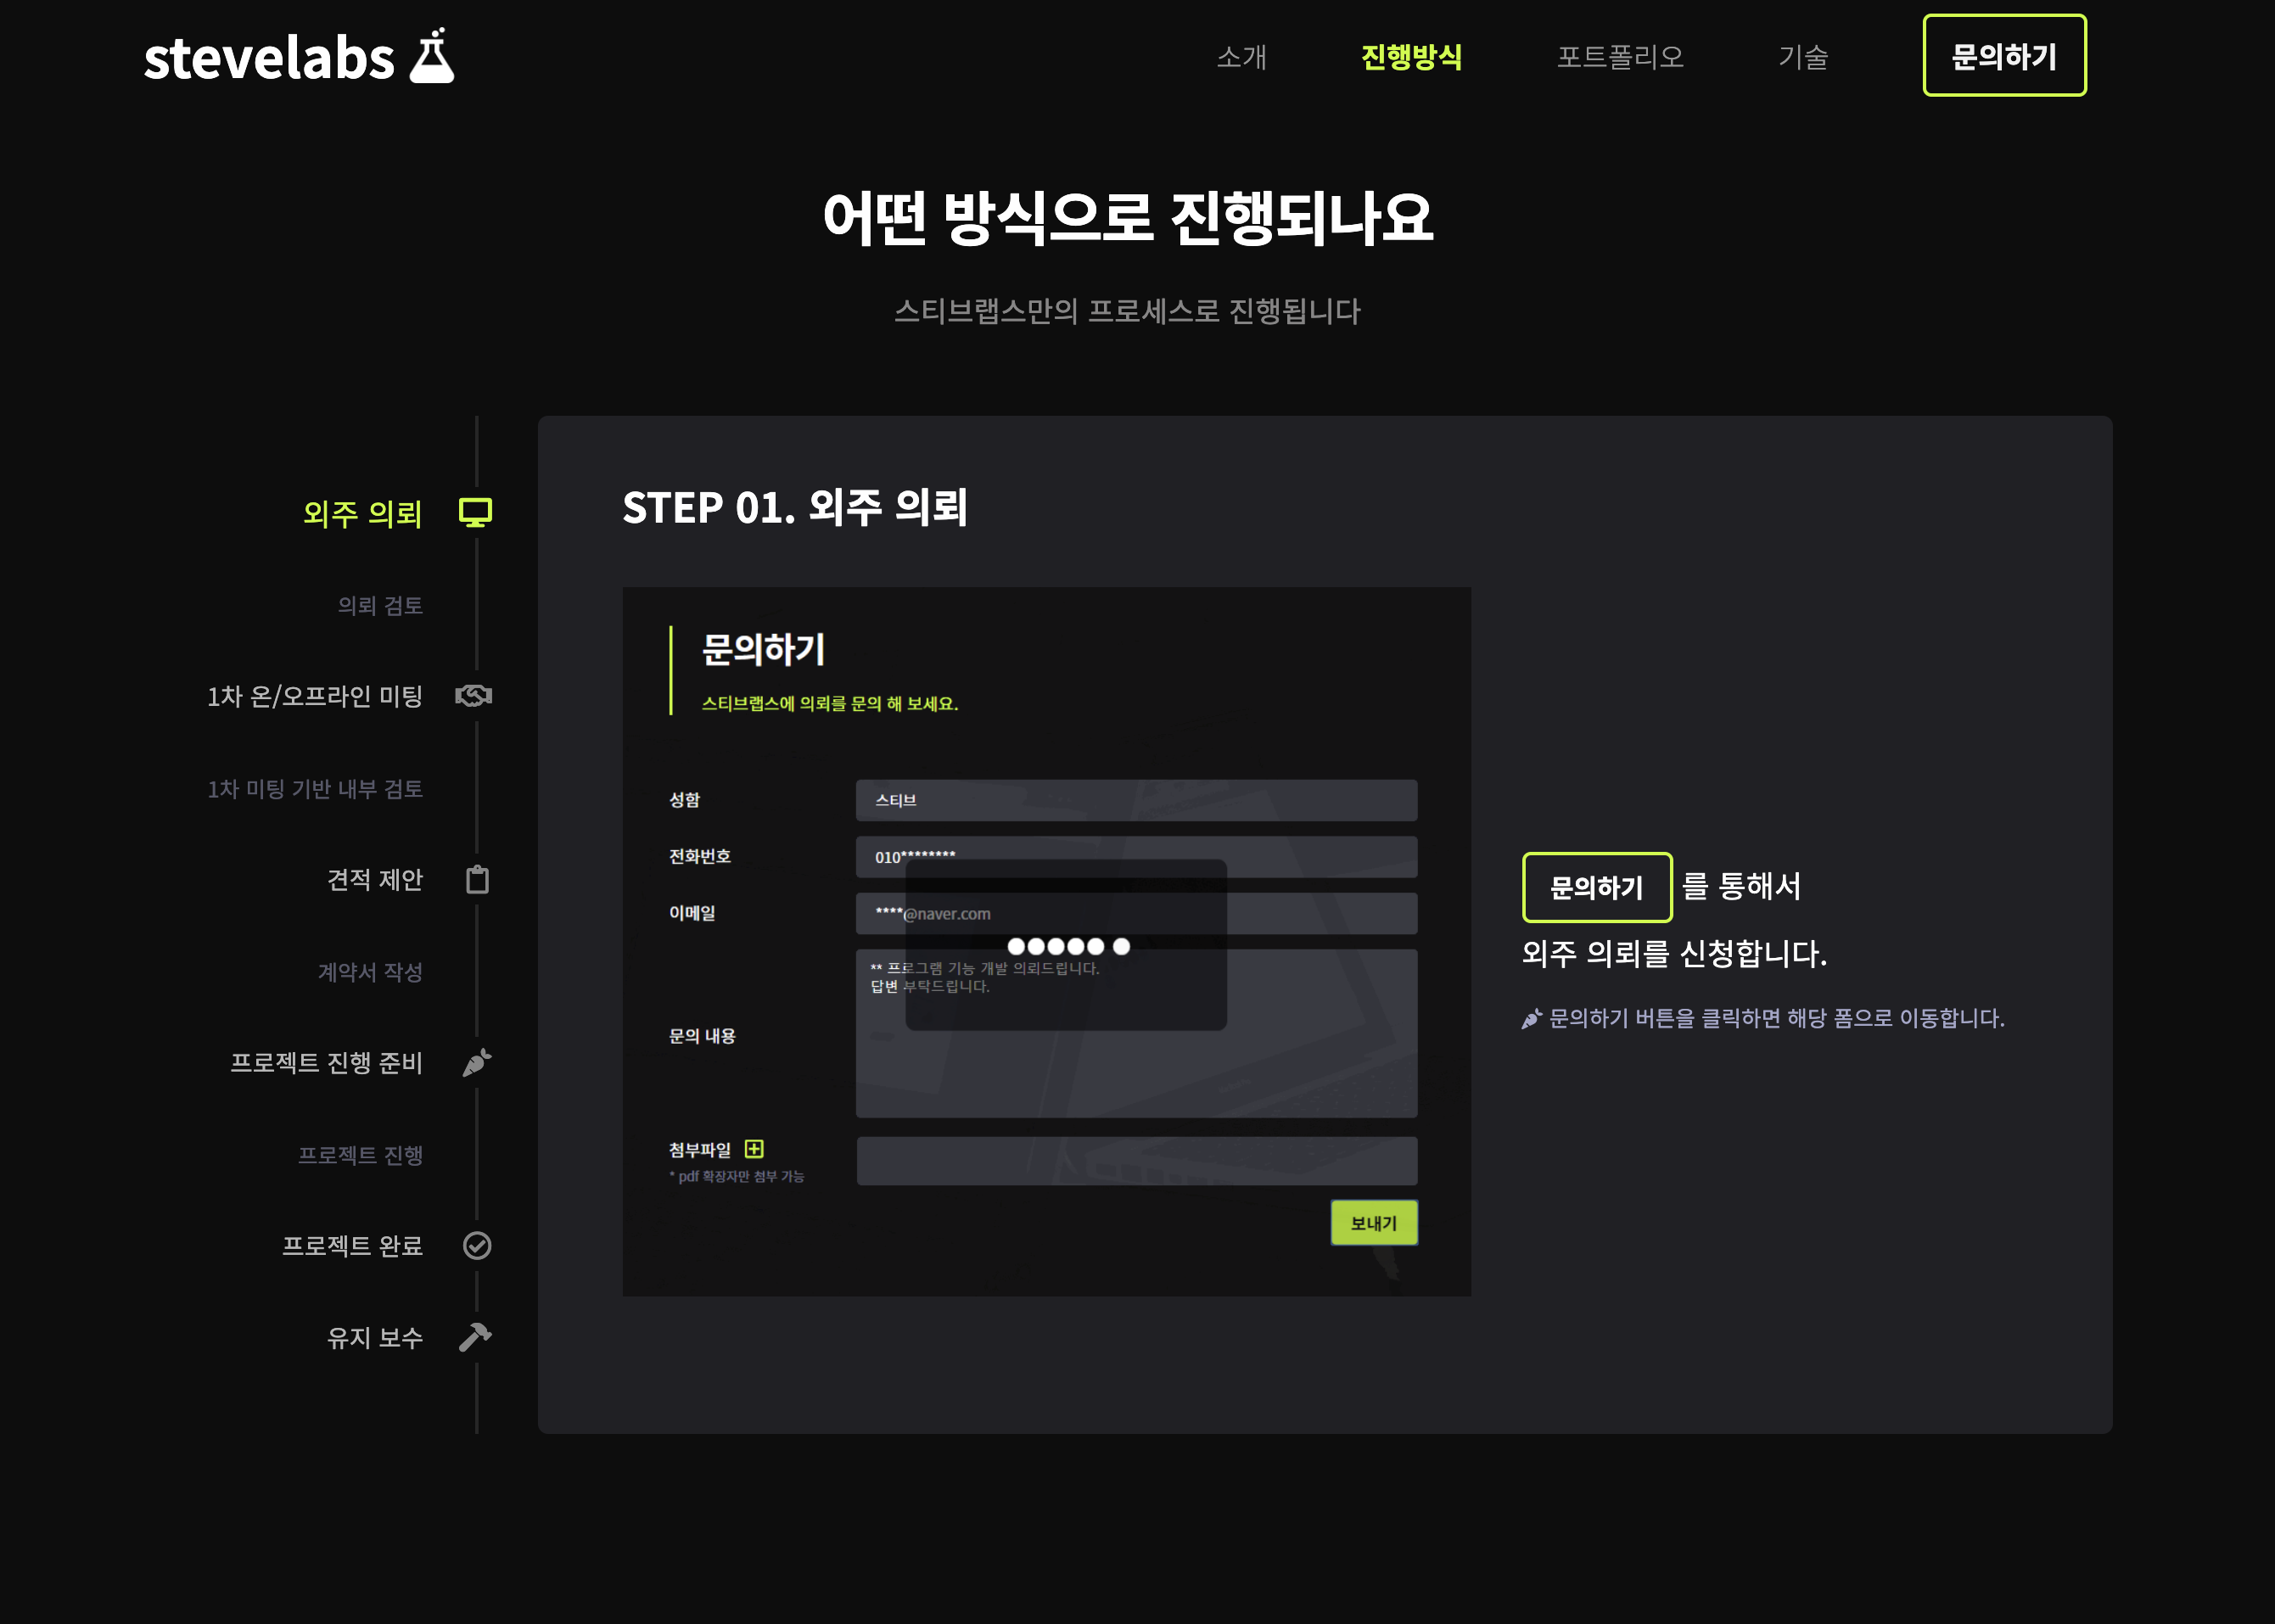 stevelabs
소개
진행방식
포트폴리오
기술
문의하기
어떤 방식으로 진행되나요
스티브랩스만의 프로세스로 진행됩니다
외주 의뢰
의뢰 검토
1차 온/오프라인 미팅
1차 미팅 기반 내부 검토
견적 제안
계약서 작성
프로젝트 진행 준비
프로젝트 진행
프로젝트 완료
유지 보수
STEP 01. 외주 의뢰
문의하기
스티브랩스에 의뢰를 문의 해 보세요.
성함
스티브
전화번호
010********
이메일
****@naver.com
문의 내용
** 프로그램 기능 개발 의뢰드립니다.
답변 부탁드립니다.
첨부파일
* pdf 확장자만 첨부 가능
보내기
문의하기 를 통해서
외주 의뢰를 신청합니다.
문의하기 버튼을 클릭하면 해당 폼으로 이동합니다.